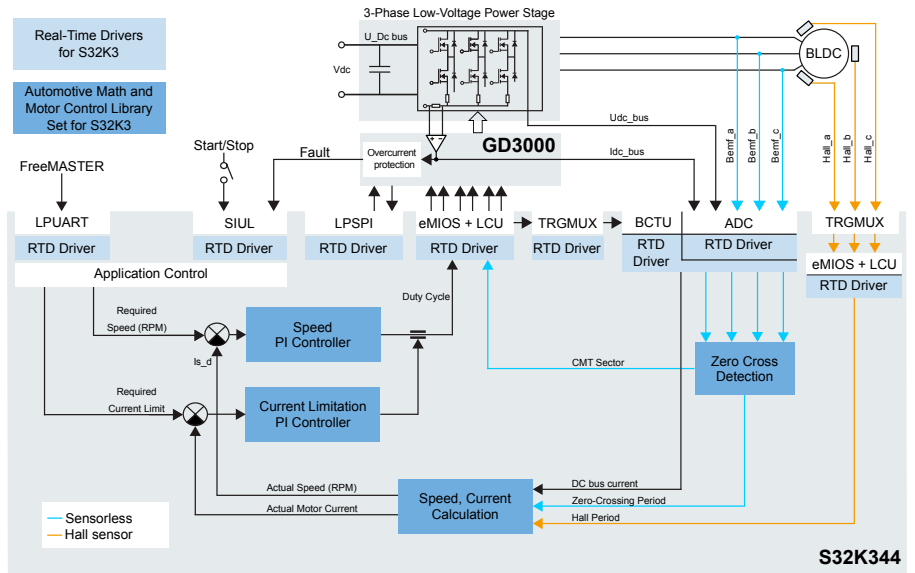 3-Phase Low-Voltage Power Stage
Real-Time Drivers
for S32K3
Automotive Math and
Motor Control Library
Set for S32K3
U_Dc bus
Vdc
BLDC
Udc_bus
Bemf_a
Bemf_b
Bemf_c
Hall_a
Hall_b
Hall_c
GD3000
Idc_bus
Overcurrent
protection
Fault
Start/Stop
FreeMASTER
LPUART
SIUL
LPSPI
eMIOS + LCU
TRGMUX
BCTU
ADC
TRGMUX
RTD Driver
RTD Driver
RTD Driver
RTD Driver
RTD Driver
RTD
Driver
RTD Driver
eMIOS + LCU
RTD Driver
Application Control
Duty Cycle
Required
Speed (RPM)
Speed
PI Controller
Is_d
CMT Sector
Zero Cross
Detection
Required
Current Limit
Current Limitation
PI Controller
Actual Speed (RPM)
Actual Motor Current
Speed, Current
Calculation
DC bus current
Zero-Crossing Period
Hall Period
Sensorless
Hall sensor
S32K344